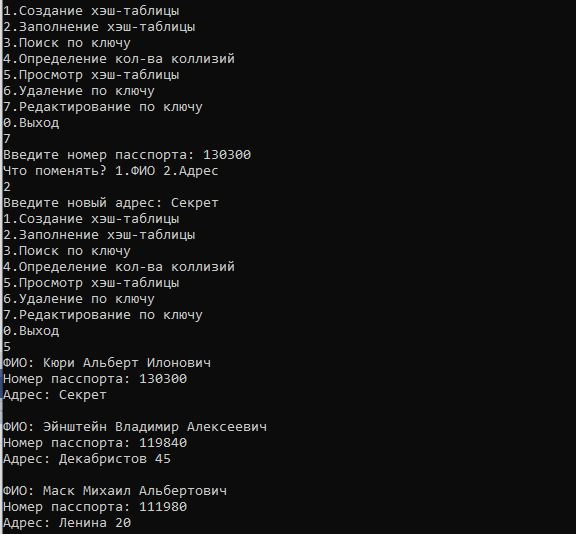 1.Создание хэш-таблицы
2.Заполнение хэш-таблицы
3.Поиск по ключу
4.Определение кол-ва коллизий
5.Просмотр хэш-таблицы
6.Удаление по ключу
7.Редактирование по ключу
0.Выход
7
Введите номер пасспорта: 130300
Что поменять? 1.ФИО 2.Адрес
2
Введите новый адрес: Секрет
1.Создание хэш-таблицы
2.Заполнение хэш-таблицы
3.Поиск по ключу
4.Определение кол-ва коллизий
5.Просмотр хэш-таблицы
6.Удаление по ключу
7.Редактирование по ключу
0.Выход
5
ФИО: Кюри Альберт Илонович
Номер пасспорта: 130300
Адрес: Секрет

ФИО: Эйнштейн Владимир Алексеевич
Номер пасспорта: 119840
Адрес: Декабристов 45

ФИО: Маск Михаил Альбертович
Номер пасспорта: 111980
Адрес: Ленина 20